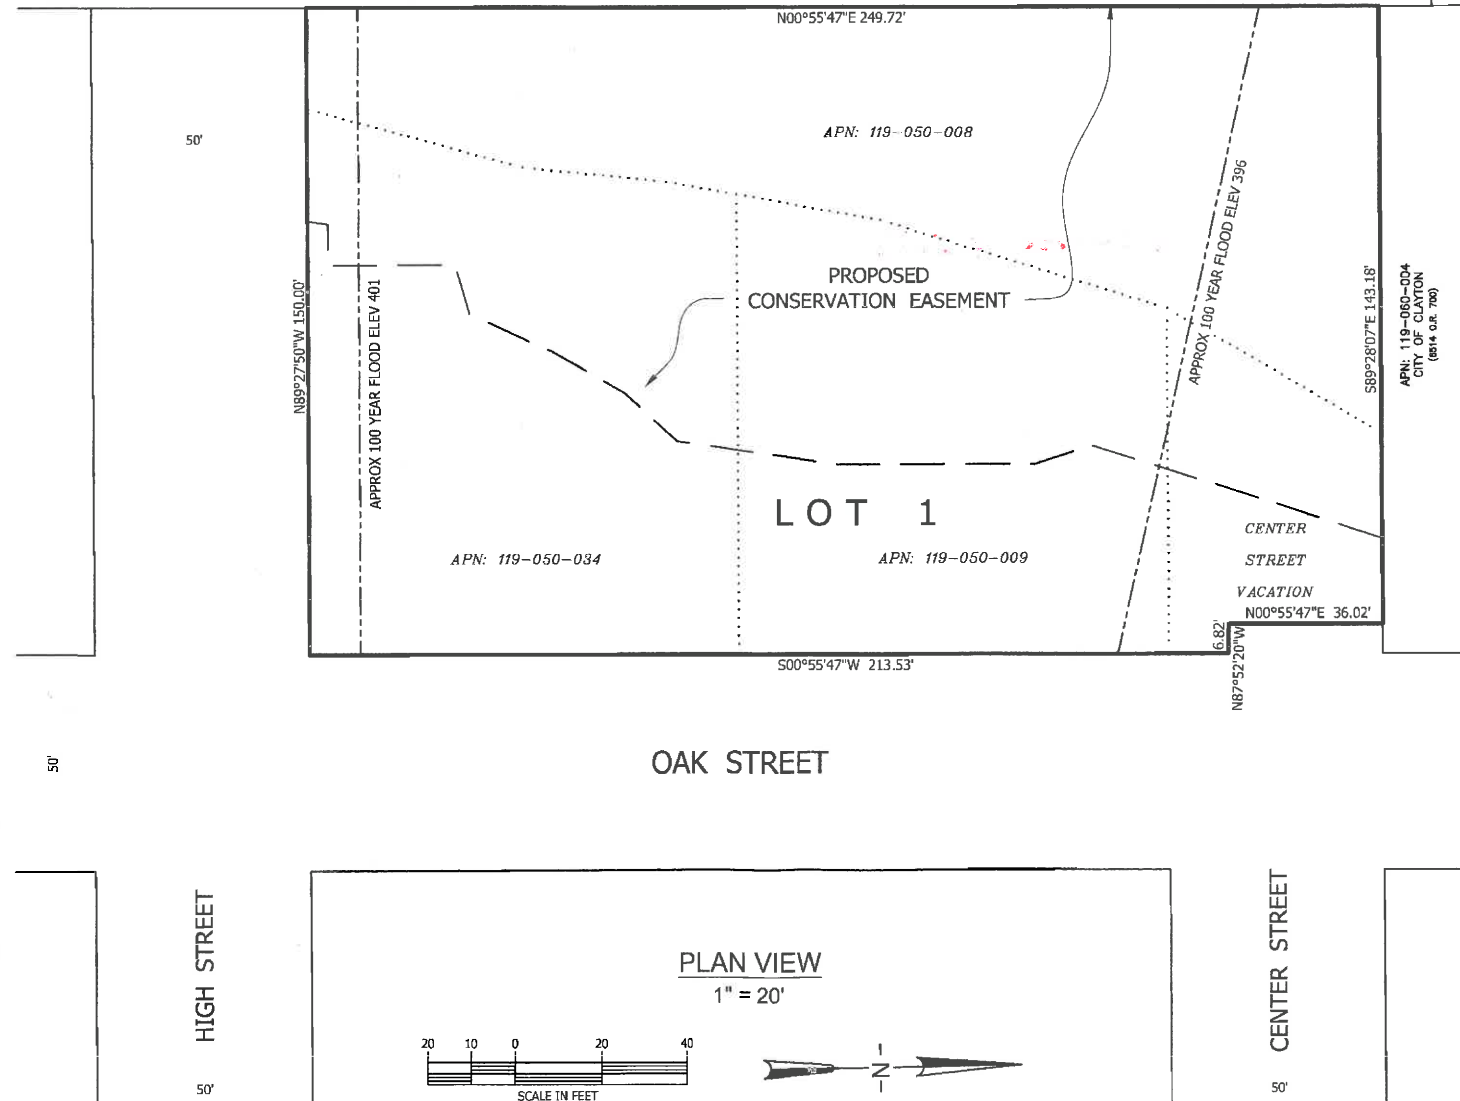 N00°55'47"E 249.72'
50'
APN: 119-050-008
APPROX 100 YEAR FLOOD ELEV 396
PROPOSED
CONSERVATION EASEMENT
N89°27'50"W 150.00'
APPROX 100 YEAR FLOOD ELEV 401
S89°28'07"E 143.18'
APN: 119-060-004
CITY OF CLAYTON
(6514 O.R. 700)
LOT 1
APN: 119-050-034
APN: 119-050-009
CENTER
STREET
VACATION
N00°55'47"E 36.02'
6.82'
N87°52'20"W
S00°55'47"W 213.53'
50'
OAK STREET
HIGH STREET
50'
PLAN VIEW
1" = 20'
20 10 0 20 40
SCALE IN FEET
N
CENTER STREET
50'